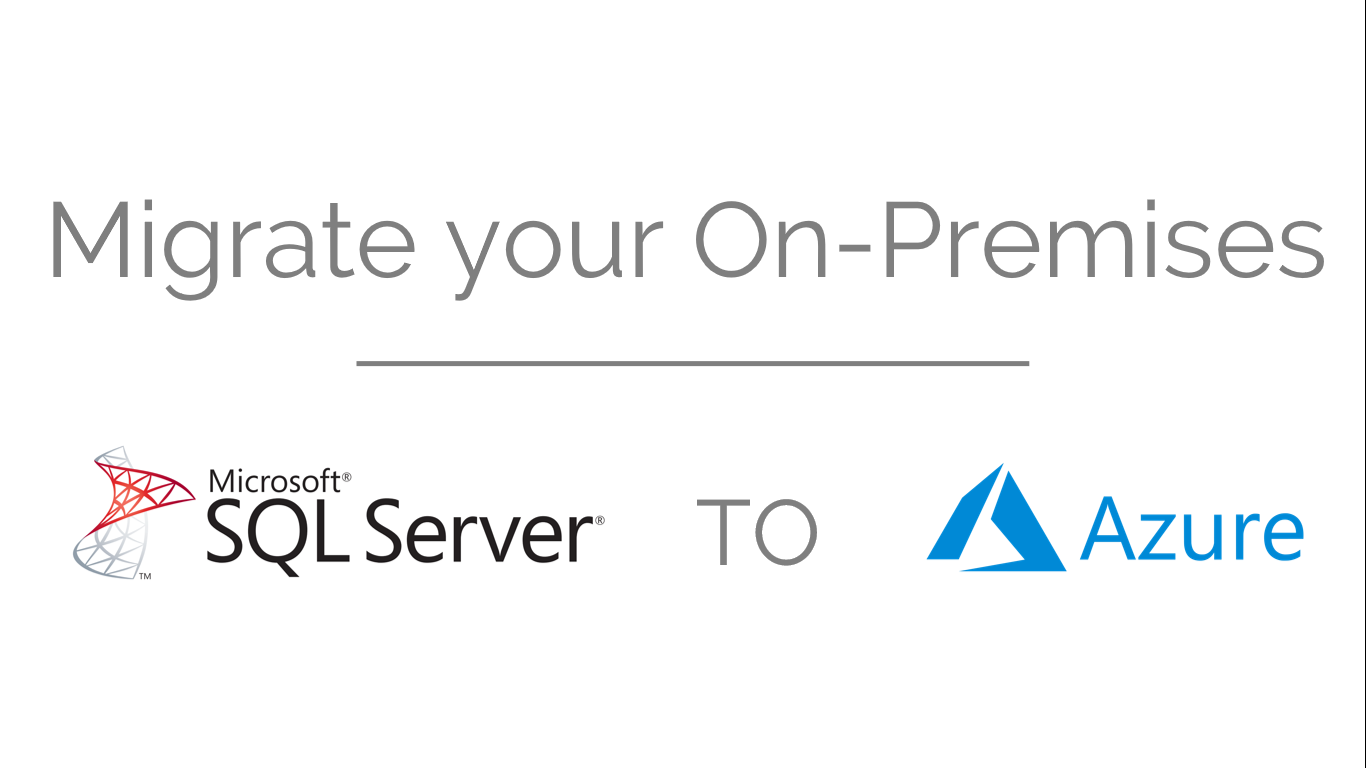 Migrate your On-Premises
Microsoft®
SQL Server®
TM
TO
Azure